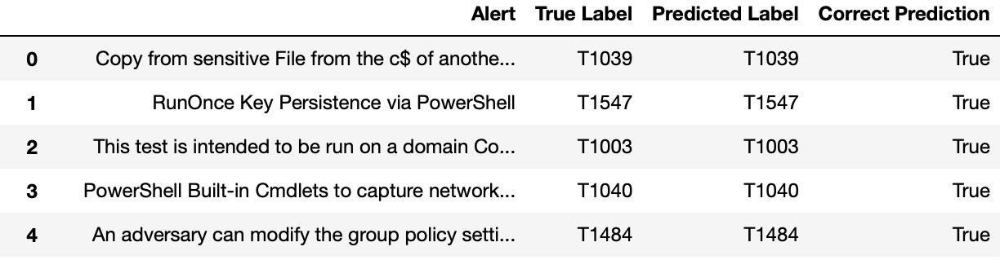 Alert True Label Predicted Label Correct Prediction
0 Copy from sensitive File from the c$ of anothe... T1039 T1039 True
1 RunOnce Key Persistence via PowerShell T1547 T1547 True
2 This test is intended to be run on a domain Co... T1003 T1003 True
3 PowerShell Built-in Cmdlets to capture network... T1040 T1040 True
4 An adversary can modify the group policy setti... T1484 T1484 True